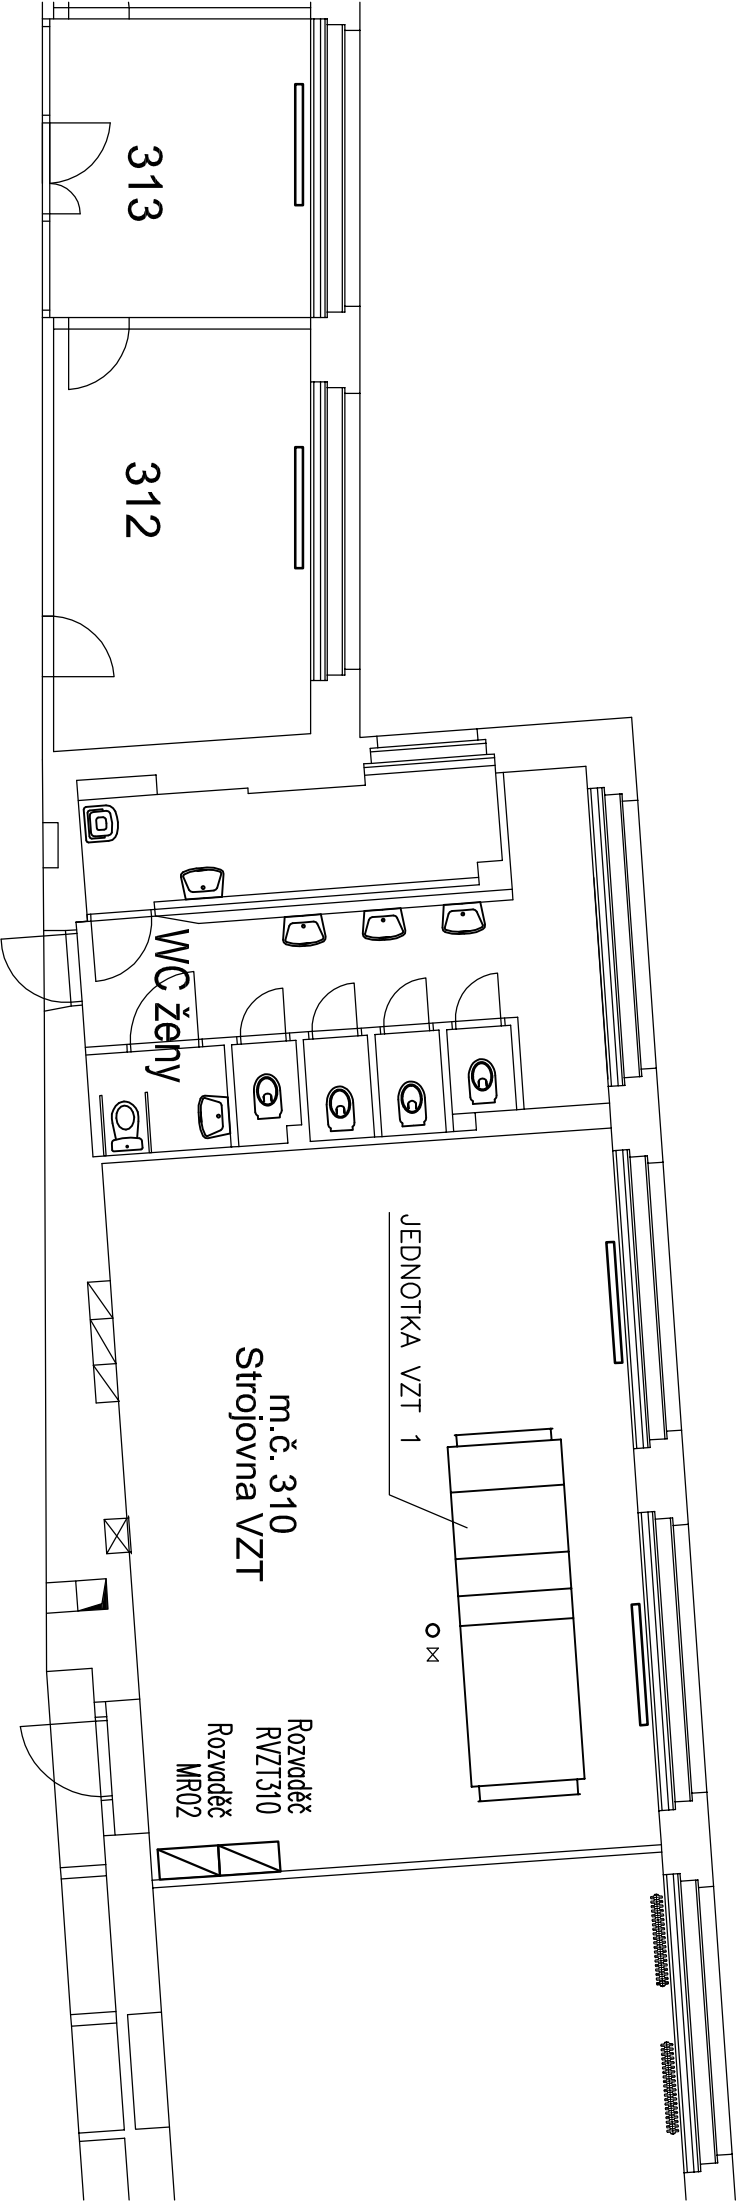 313
312
WC ženy
JEDNOTKA VZT 1
m.č. 310
Strojovna VZT
Rozvaděč
RVZT310
Rozvaděč
MR02